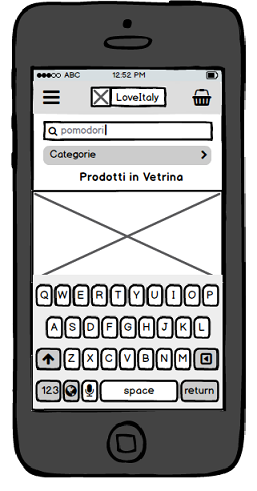 ABC 12:52 PM
LoveItaly
pomodori
Categorie
Prodotti in Vetrina
Q W E R T Y U I O P
A S D F G H J K L
Z X C V B N M
123 space return